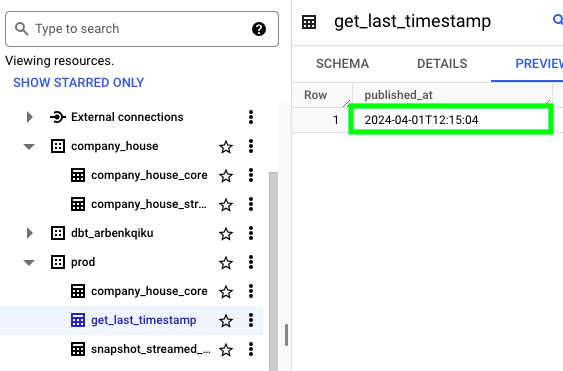 Type to search
Viewing resources.
SHOW STARRED ONLY
External connections
company_house
company_house_core
company_house_str...
dbt_arbenkqiku
prod
company_house_core
get_last_timestamp
snapshot_streamed_...
get_last_timestamp
SCHEMA DETAILS PREVIEW
Row published_at
1 2024-04-01T12:15:04